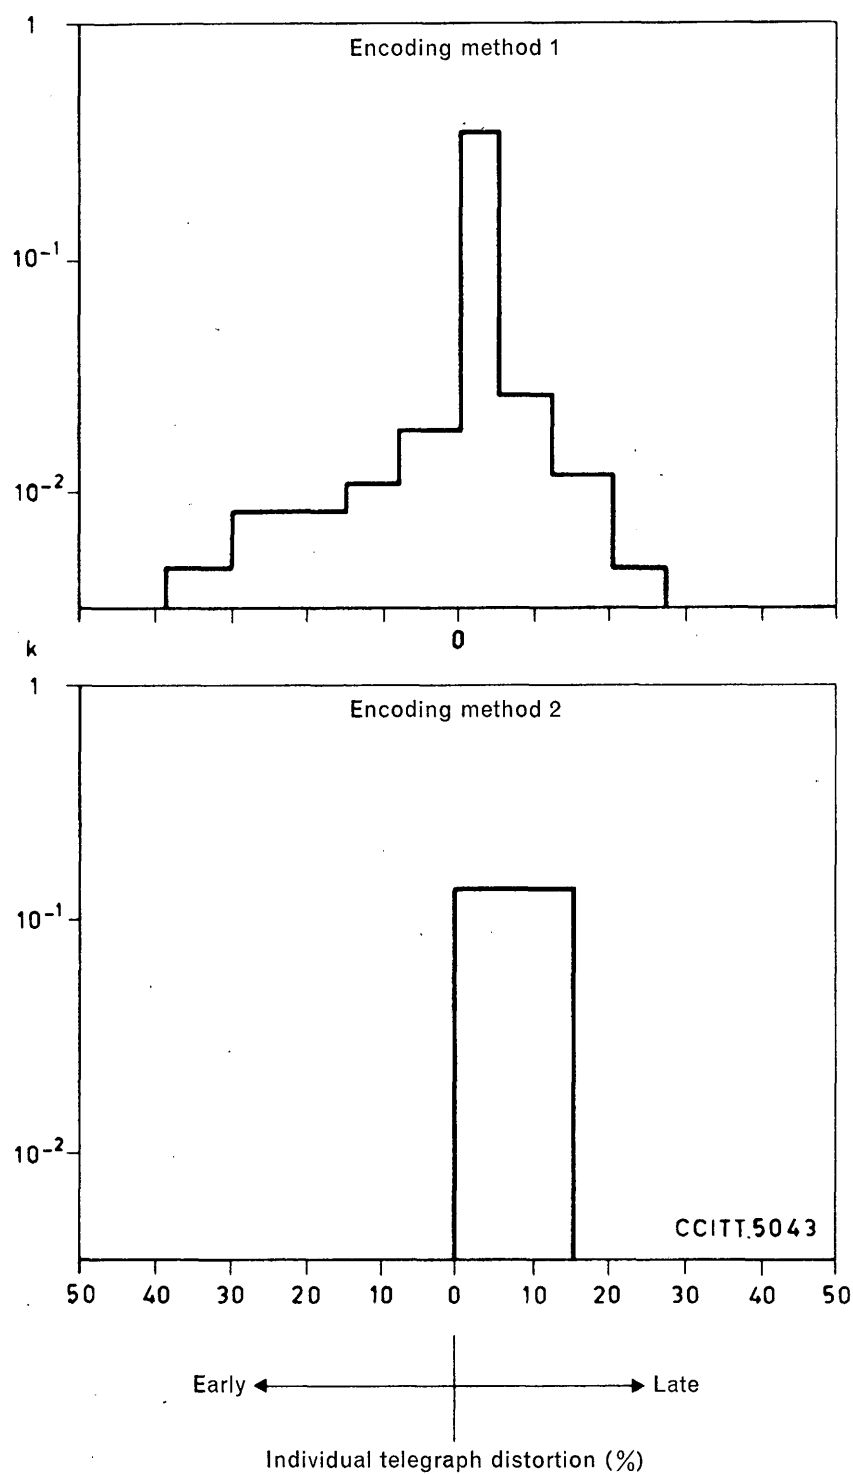 1
Encoding method 1
10⁻¹
10⁻²
0
k
1
Encoding method 2
10⁻¹
10⁻²
CCITT.5043
50 40 30 20 10 0 10 20 30 40 50
Early Late
Individual telegraph distortion (%)